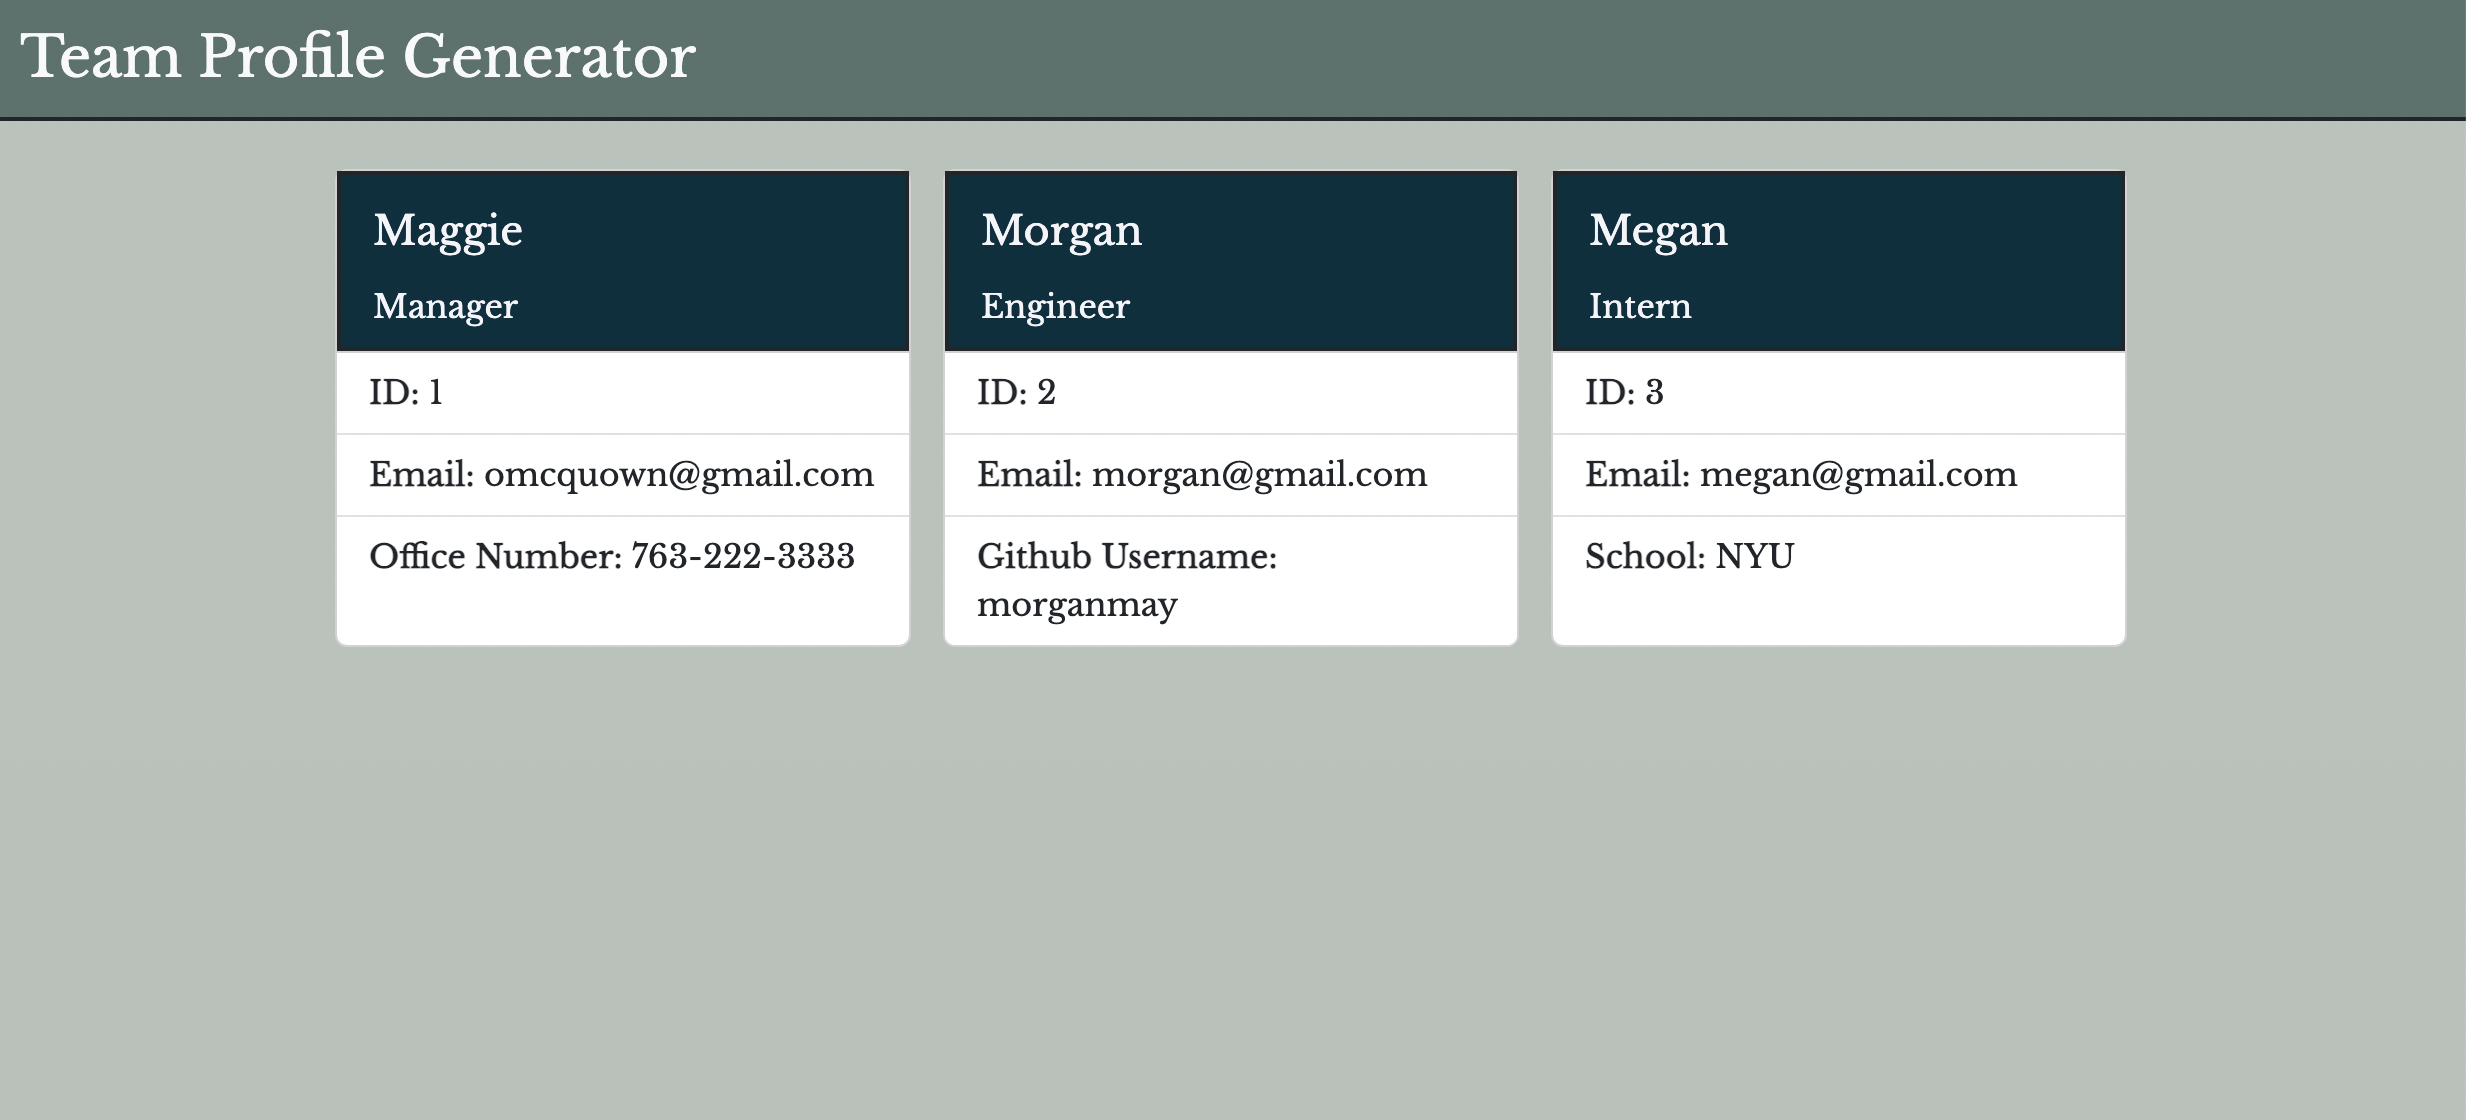 Team Profile Generator
Maggie
Manager
ID: 1
Email: omcquown@gmail.com
Office Number: 763-222-3333
Morgan
Engineer
ID: 2
Email: morgan@gmail.com
Github Username:
morganmay
Megan
Intern
ID: 3
Email: megan@gmail.com
School: NYU